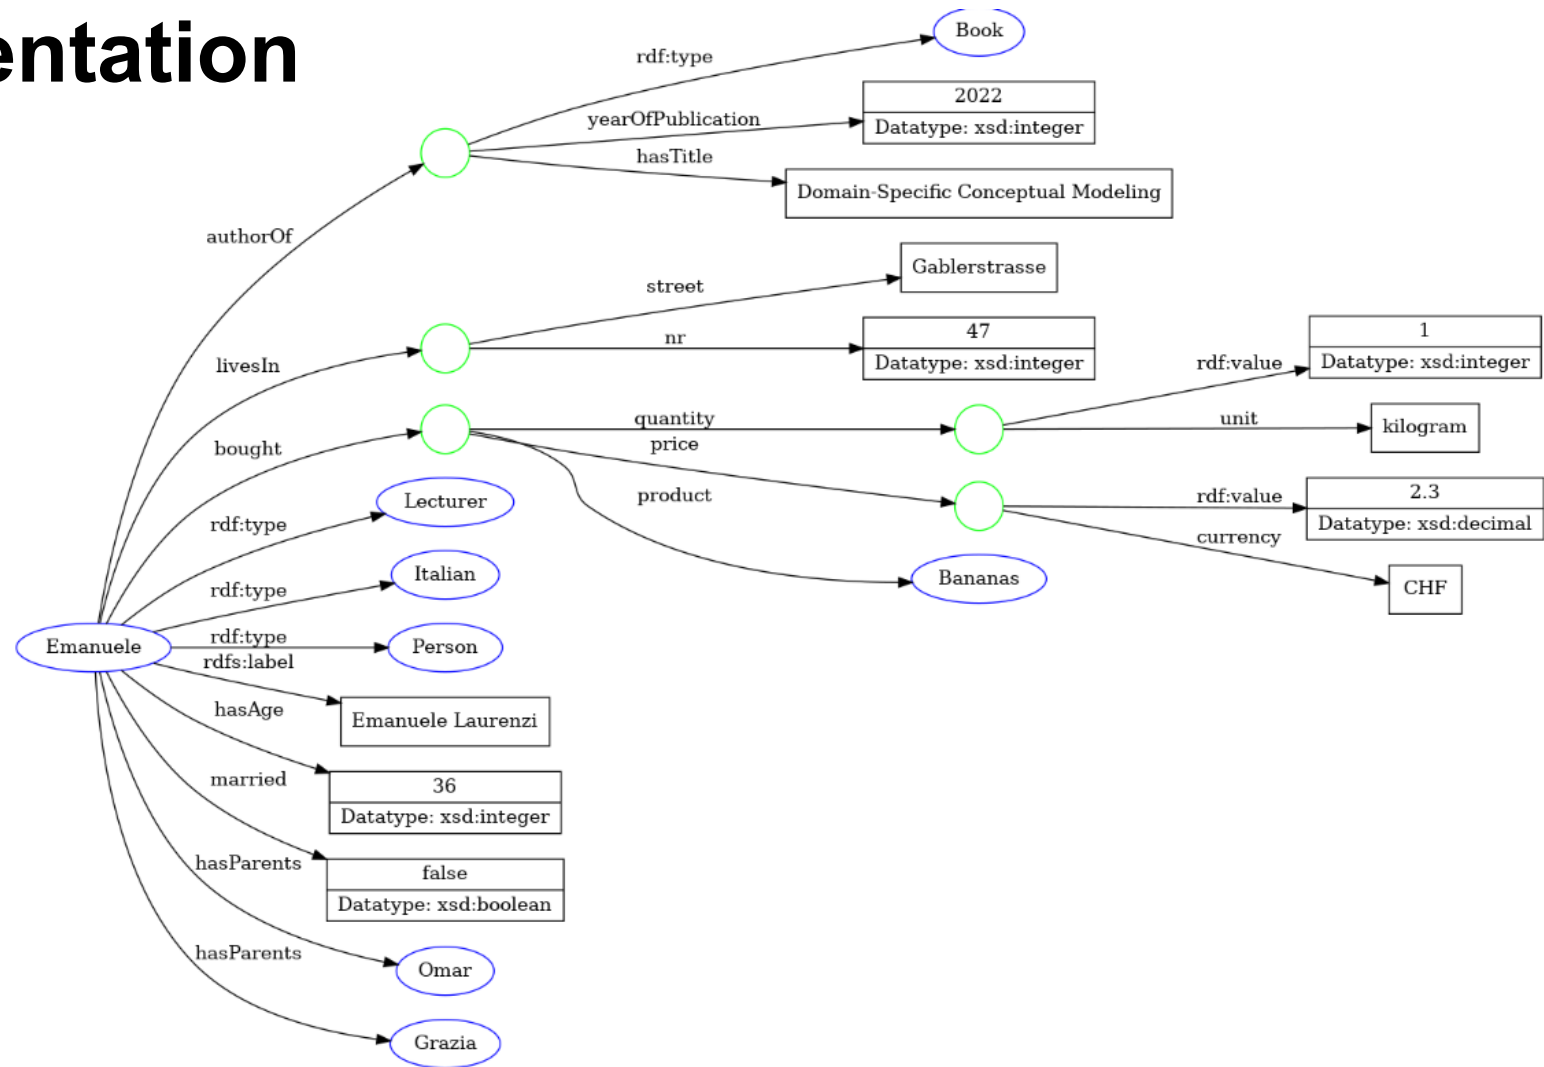 entation
Book
rdf:type
2022
yearOfPublication
Datatype: xsd:integer
hasTitle
Domain-Specific Conceptual Modeling
authorOf
Gablerstrasse
street
47
nr
Datatype: xsd:integer
livesIn
1
rdf:value
Datatype: xsd:integer
quantity
unit
kilogram
bought
price
product
rdf:value
2.3
Datatype: xsd:decimal
currency
CHF
Bananas
Lecturer
rdf:type
Italian
rdf:type
Emanuele
rdf:type
Person
rdfs:label
Emanuele Laurenzi
hasAge
36
Datatype: xsd:integer
married
false
Datatype: xsd:boolean
hasParents
Omar
hasParents
Grazia